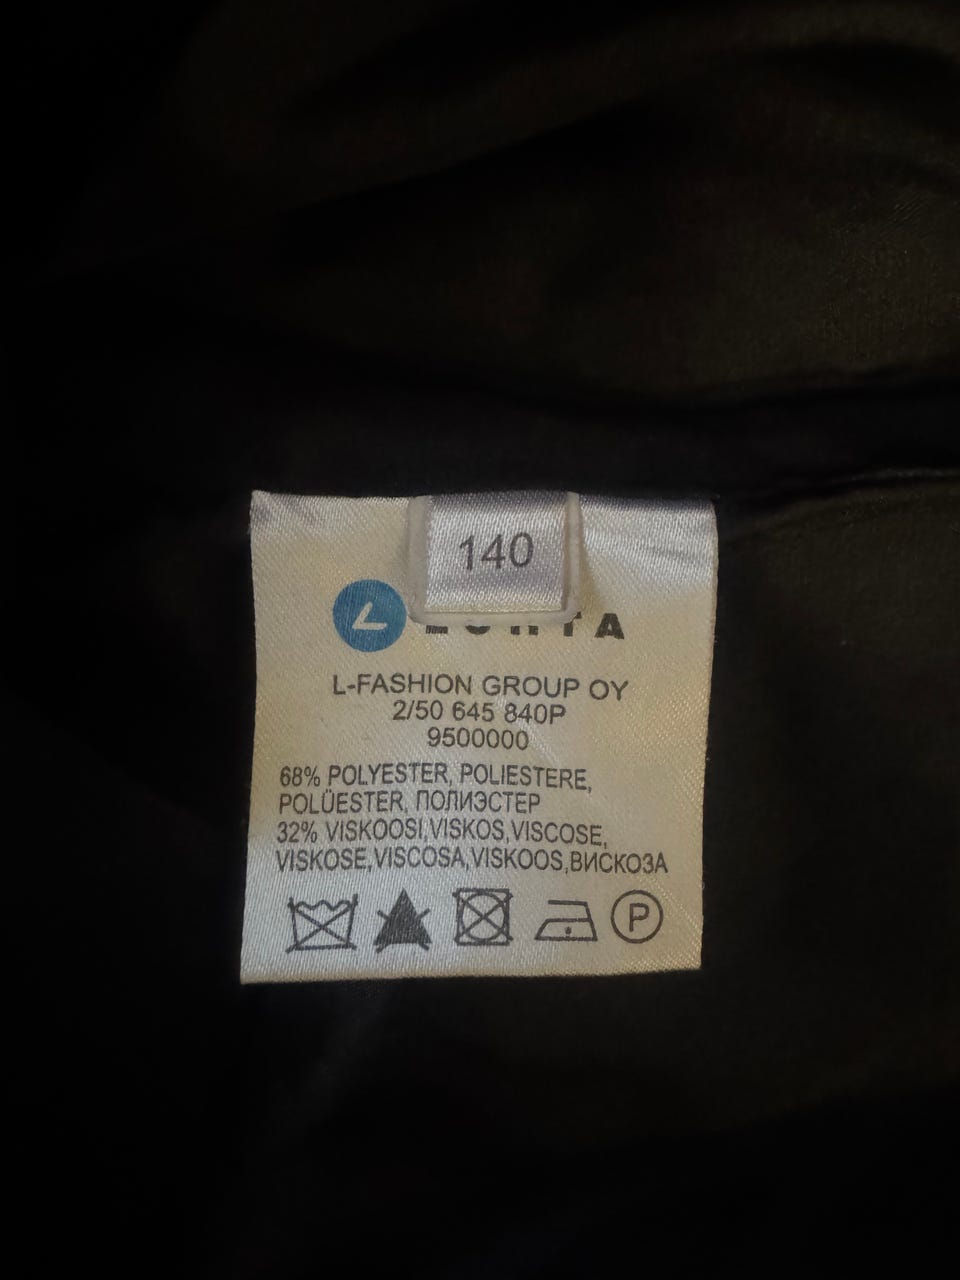 140
L-FASHION GROUP OY
2/50 645 840P
9500000
68% POLYESTER, POLIESTERE,
POLÜESTER, ПОЛИЭСТЕР
32% VISKOOSI,VISKOS,VISCOSE,
VISKOSE,VISCOSA,VISKOOS,ВИСКОЗА
P